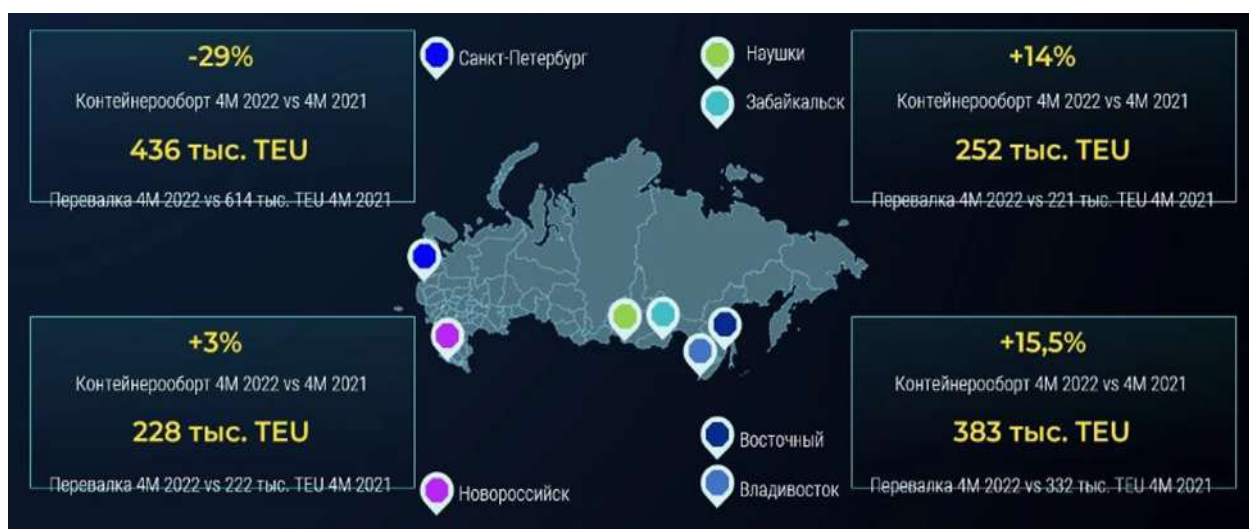 -29%
Контейнерооборот 4М 2022 vs 4М 2021
436 тыс. TEU
Перевалка 4М 2022 vs 614 тыс. TEU 4М 2021
Санкт-Петербург
Наушки
Забайкальск
+14%
Контейнерооборот 4М 2022 vs 4М 2021
252 тыс. TEU
Перевалка 4М 2022 vs 221 тыс. TEU 4М 2021
+3%
Контейнерооборот 4М 2022 vs 4М 2021
228 тыс. TEU
Перевалка 4М 2022 vs 222 тыс. TEU 4М 2021
Новороссийск
Восточный
Владивосток
+15,5%
Контейнерооборот 4М 2022 vs 4М 2021
383 тыс. TEU
Перевалка 4М 2022 vs 332 тыс. TEU 4М 2021